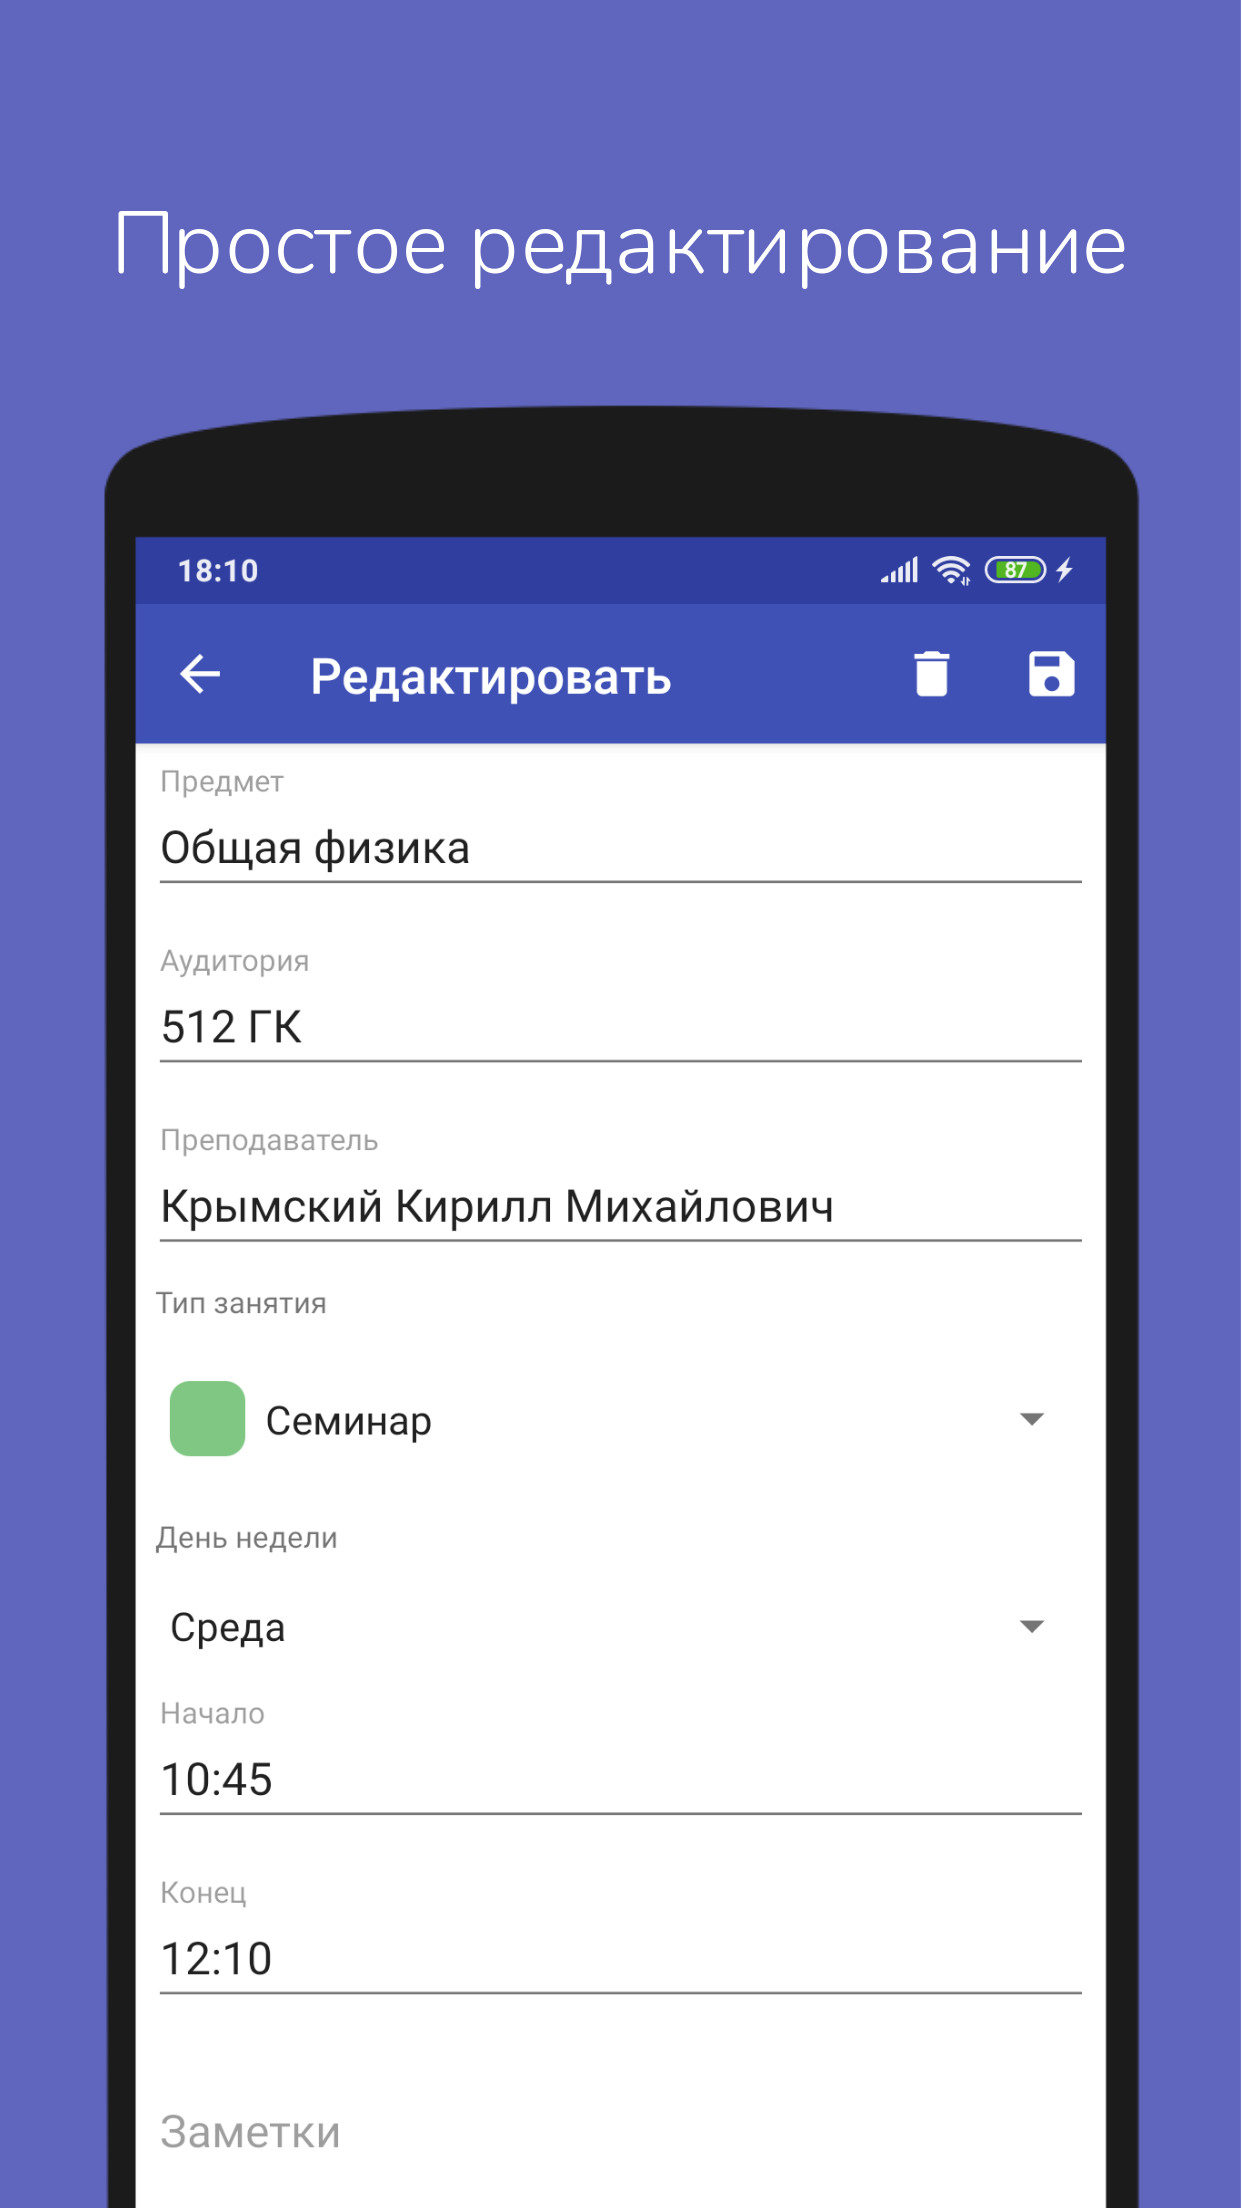 Простое редактирование
18:10
87
Редактировать
Предмет
Общая физика
Аудитория
512 ГК
Преподаватель
Крымский Кирилл Михайлович
Тип занятия
Семинар
День недели
Среда
Начало
10:45
Конец
12:10
Заметки